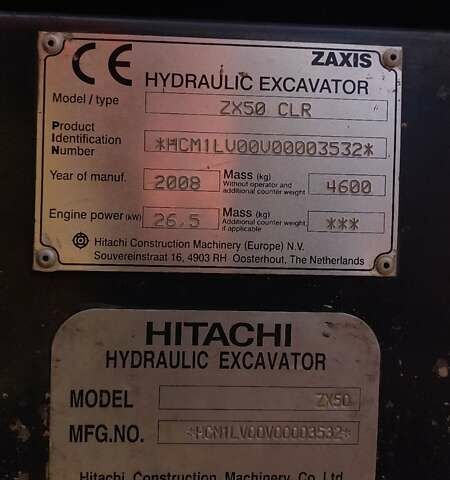 ZAXIS
CE
HYDRAULIC EXCAVATOR
Model / type ZX50 CLR
Product
Identification *HCM1LV00V00003532*
Number
Year of manuf. 2008 Mass (kg) Without operator and additional counter weight 4600
Engine power (kW) 26,5 Mass (kg) Additional counter weight if applicable ***
Hitachi Construction Machinery (Europe) N.V.
Souvereinstraat 16, 4903 RH Oosterhout, The Netherlands
HITACHI
HYDRAULIC EXCAVATOR
MODEL ZX50
MFG.NO. *HCM1LV00V00003532*
Hitachi Construction Machinery Co Ltd